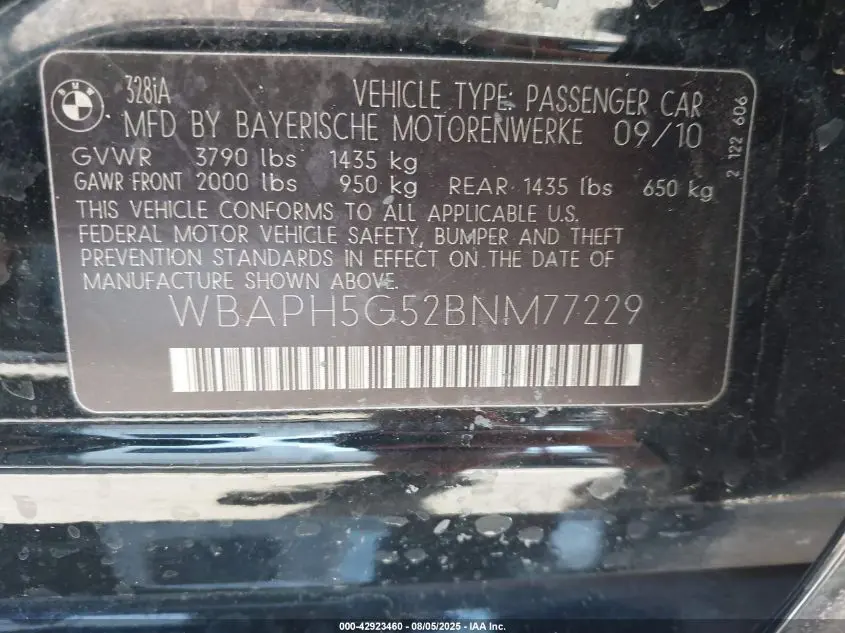 BMW
328iA
VEHICLE TYPE: PASSENGER CAR
MFD BY BAYERISCHE MOTORENWERKE 09/10
GVWR 3790 lbs 1435 kg
GAWR FRONT 2000 lbs 950 kg REAR 1435 lbs 650 kg
THIS VEHICLE CONFORMS TO ALL APPLICABLE U.S.
FEDERAL MOTOR VEHICLE SAFETY, BUMPER AND THEFT
PREVENTION STANDARDS IN EFFECT ON THE DATE OF
MANUFACTURE SHOWN ABOVE.
WBAPH5G52BNM77229
2 122 606
000-42923460 - 08/05/2025 - IAA Inc.